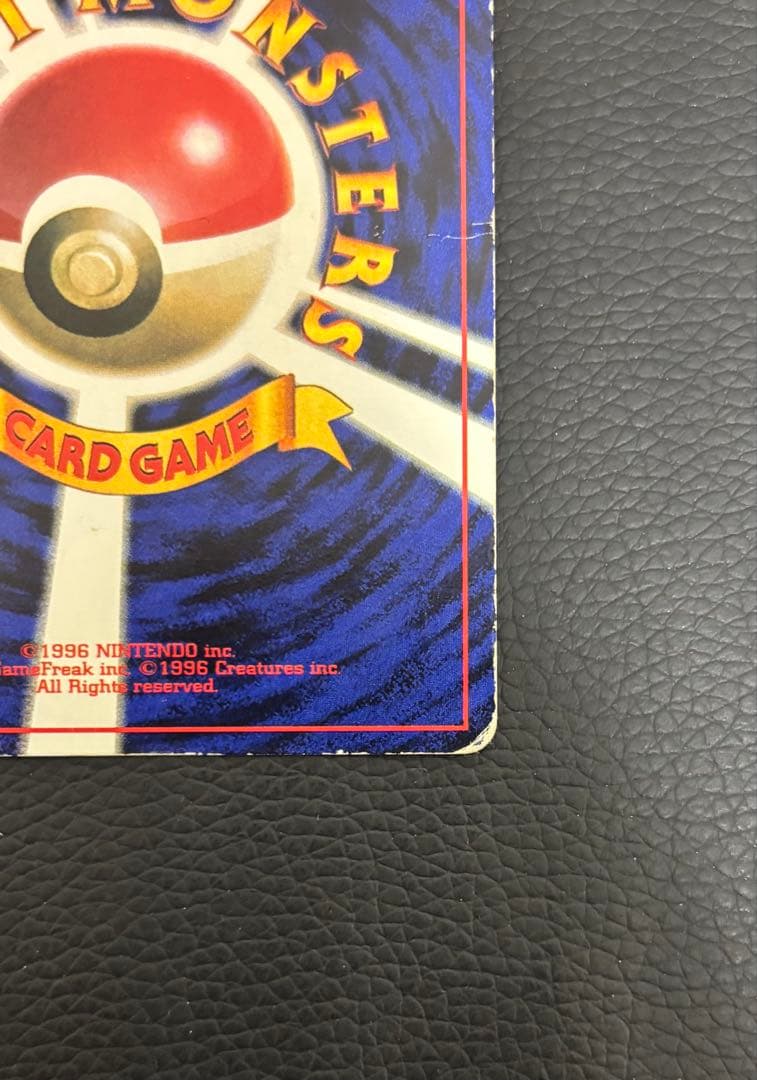 MONSTERS
CARD GAME
©1996 NINTENDO inc.
GameFreak inc. ©1996 Creatures inc.
All Rights reserved.